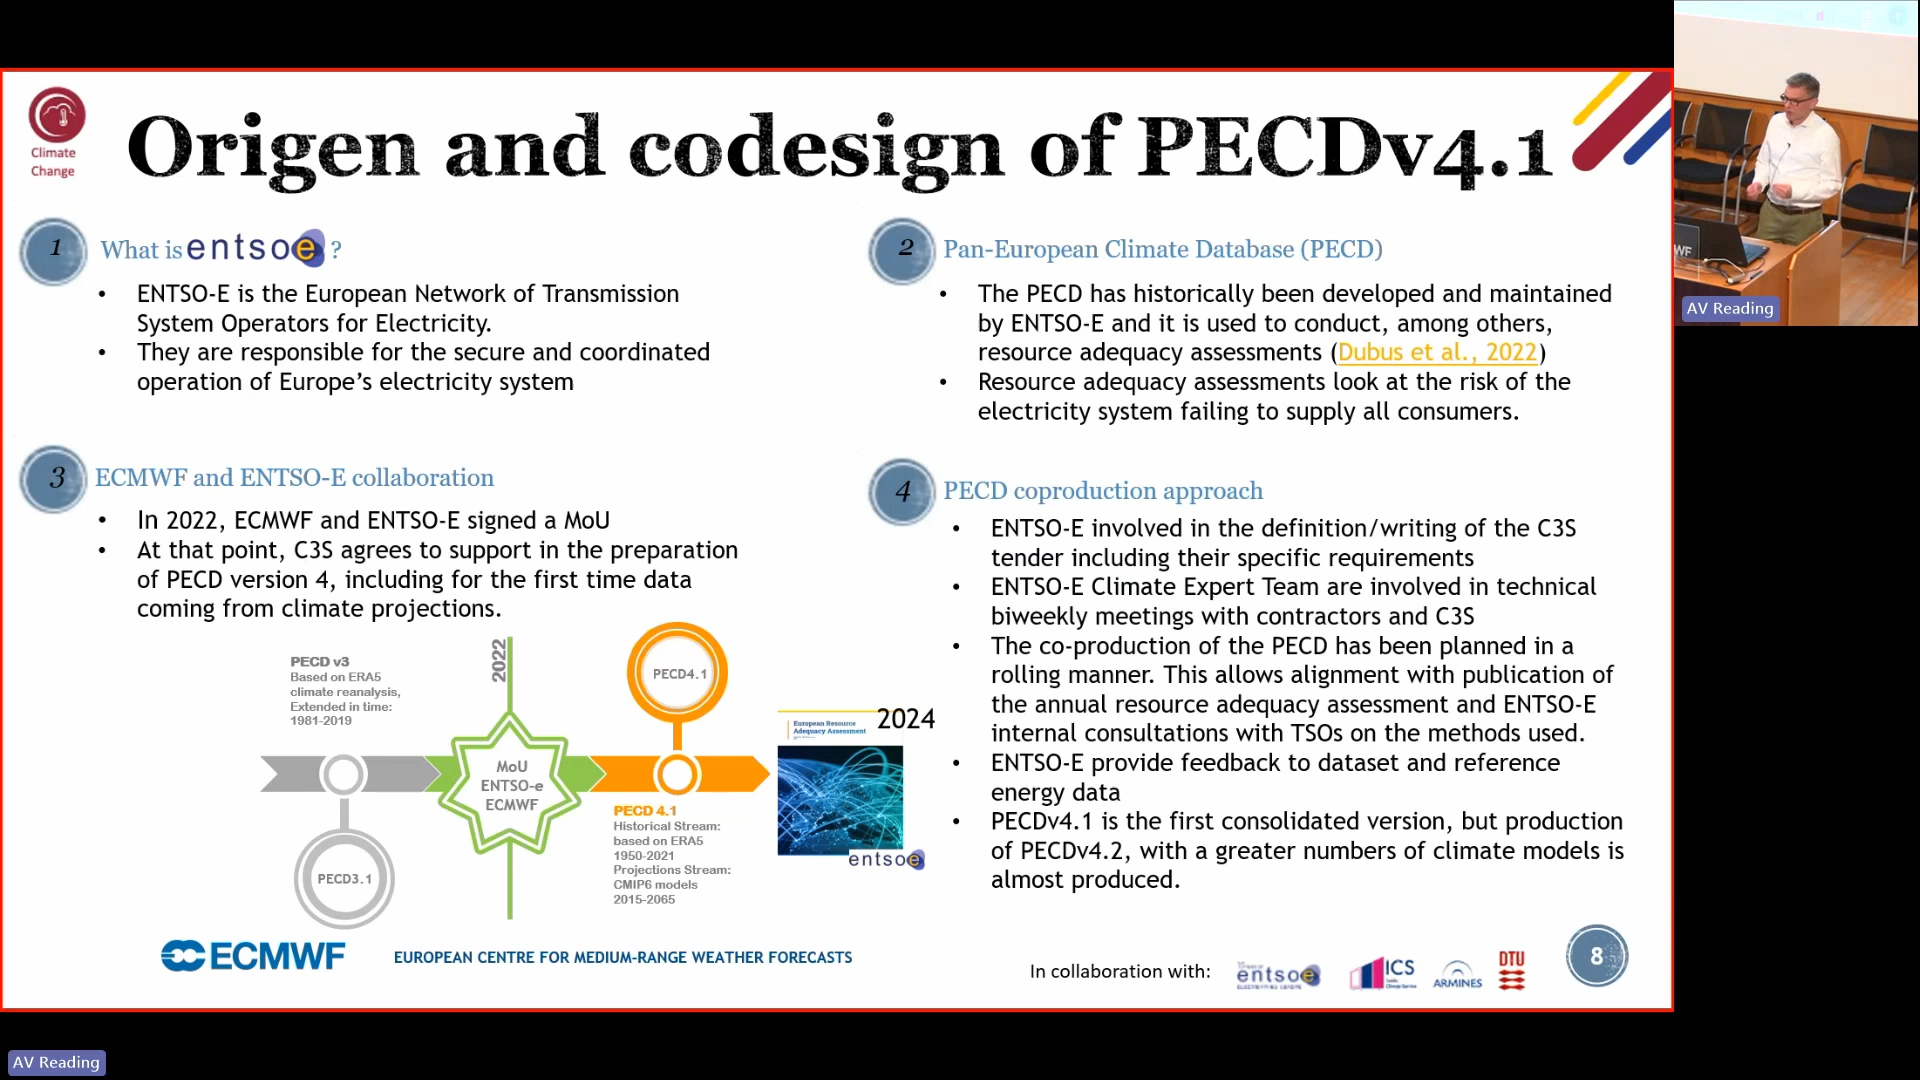 Climate
Change
Origen and codesign of PECDv4.1
1
What is entsoe ?
• ENTSO-E is the European Network of Transmission
System Operators for Electricity.
• They are responsible for the secure and coordinated
operation of Europe’s electricity system
2
Pan-European Climate Database (PECD)
• The PECD has historically been developed and maintained
by ENTSO-E and it is used to conduct, among others,
resource adequacy assessments (Dubus et al., 2022)
• Resource adequacy assessments look at the risk of the
electricity system failing to supply all consumers.
3
ECMWF and ENTSO-E collaboration
• In 2022, ECMWF and ENTSO-E signed a MoU
• At that point, C3S agrees to support in the preparation
of PECD version 4, including for the first time data
coming from climate projections.
PECD v3
Based on ERA5
climate reanalysis,
Extended in time:
1981-2019
2022
PECD4.1
MoU
ENTSO-e
ECMWF
PECD3.1
PECD 4.1
Historical Stream:
based on ERA5
1950-2021
Projections Stream:
CMIP6 models
2015-2065
2024
European Resource
Adequacy Assessment
entsoe
4
PECD coproduction approach
• ENTSO-E involved in the definition/writing of the C3S
tender including their specific requirements
• ENTSO-E Climate Expert Team are involved in technical
biweekly meetings with contractors and C3S
• The co-production of the PECD has been planned in a
rolling manner. This allows alignment with publication of
the annual resource adequacy assessment and ENTSO-E
internal consultations with TSOs on the methods used.
• ENTSO-E provide feedback to dataset and reference
energy data
• PECDv4.1 is the first consolidated version, but production
of PECDv4.2, with a greater numbers of climate models is
almost produced.
ECMWF
EUROPEAN CENTRE FOR MEDIUM-RANGE WEATHER FORECASTS
In collaboration with:
entsoe
ICS
ARMINES
DTU
8
WF
AV Reading
AV Reading